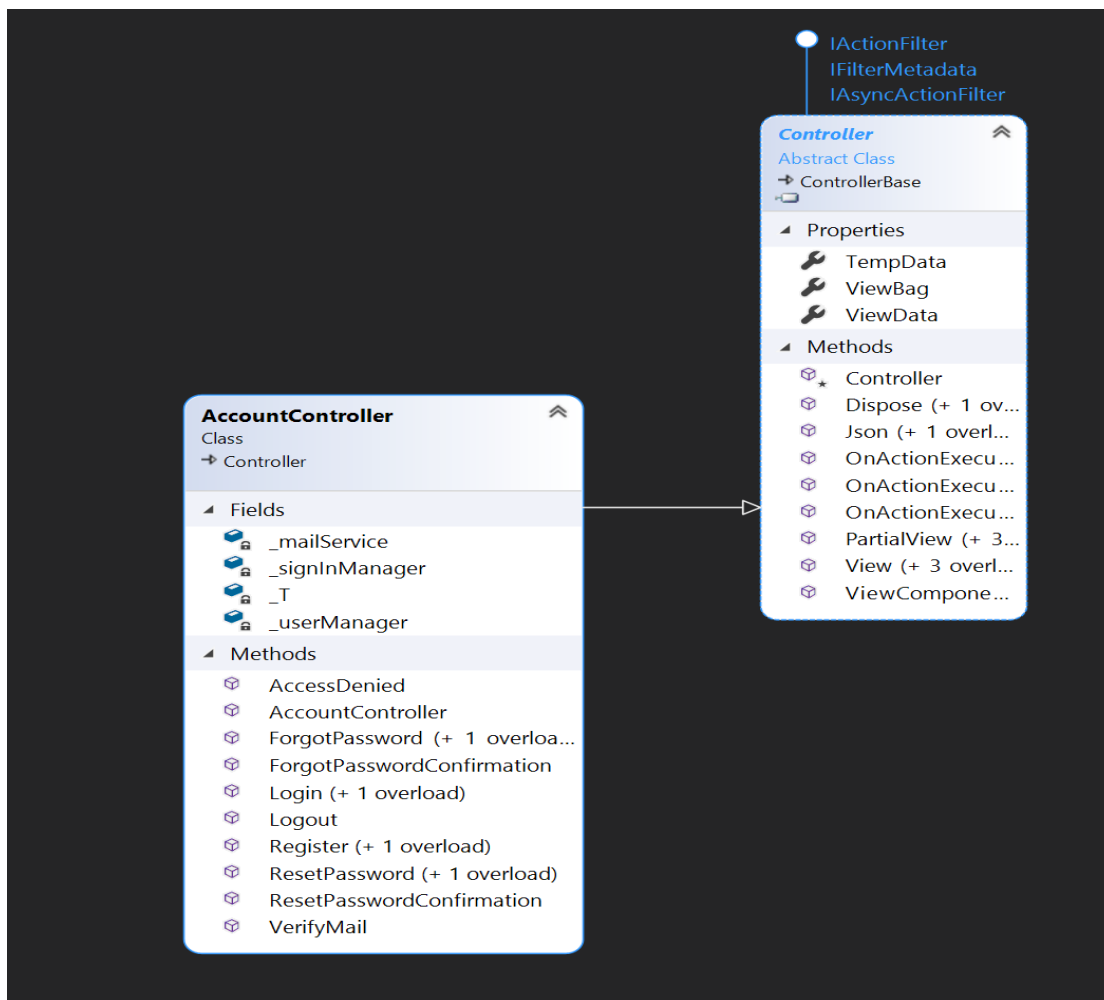 IActionFilter
IFilterMetadata
IAsyncActionFilter
Controller
Abstract Class
ControllerBase
Properties
TempData
ViewBag
ViewData
Methods
Controller
Dispose (+ 1 ov...
Json (+ 1 overl...
OnActionExecu...
OnActionExecu...
OnActionExecu...
PartialView (+ 3...
View (+ 3 overl...
ViewCompone...
AccountController
Class
Controller
Fields
_mailService
_signInManager
_T
_userManager
Methods
AccessDenied
AccountController
ForgotPassword (+ 1 overloa...
ForgotPasswordConfirmation
Login (+ 1 overload)
Logout
Register (+ 1 overload)
ResetPassword (+ 1 overload)
ResetPasswordConfirmation
VerifyMail